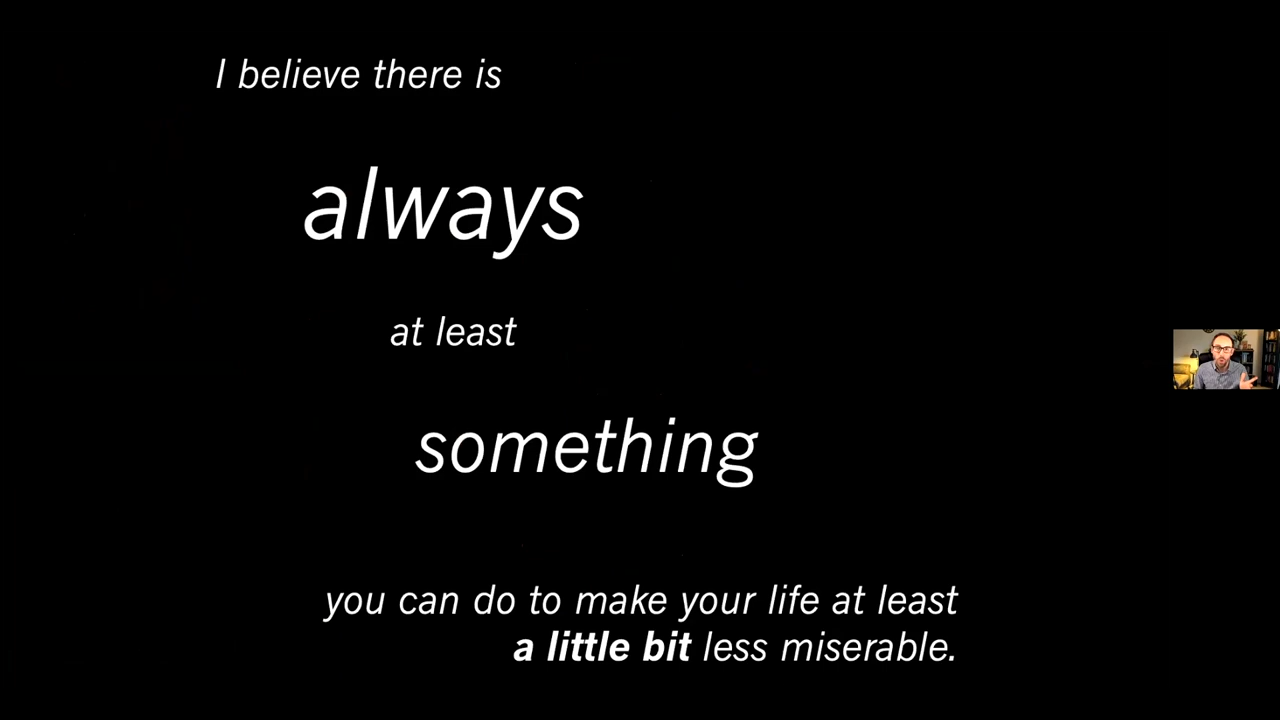 I believe there is
always
at least
something
you can do to make your life at least
a little bit less miserable.